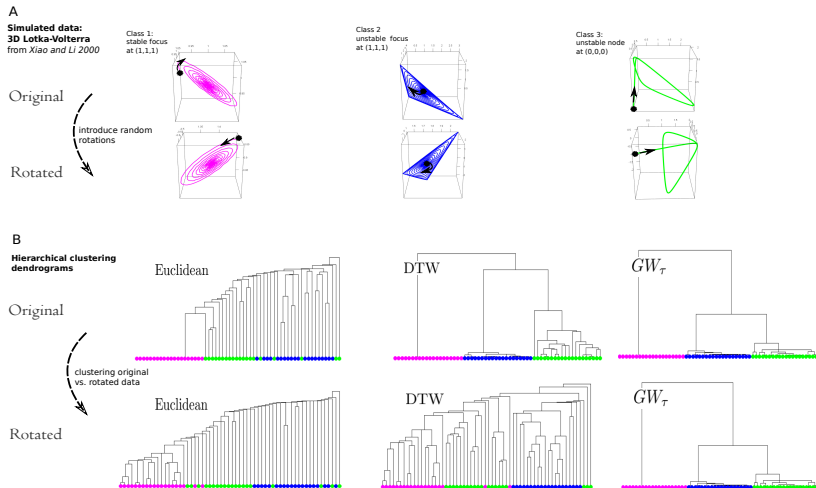 A
Simulated data:
3D Lotka-Volterra
from Xiao and Li 2000
Class 1:
stable focus
at (1,1,1)
Class 2
unstable focus
at (1,1,1)
Class 3:
unstable node
at (0,0,0)
Original
introduce random
rotations
Rotated
B
Hierarchical clustering
dendrograms
Euclidean
DTW
GWτ
Original
clustering original
vs. rotated data
Euclidean
DTW
GWτ
Rotated